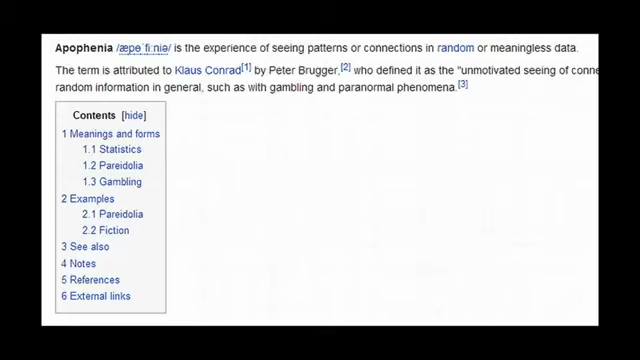 Apophenia /æpɵˈfiːniə/ is the experience of seeing patterns or connections in random or meaningless data.
The term is attributed to Klaus Conrad[1] by Peter Brugger,[2] who defined it as the "unmotivated seeing of
random information in general, such as with gambling and paranormal phenomena.[3]
Contents [hide]
1 Meanings and forms
1.1 Statistics
1.2 Pareidolia
1.3 Gambling
2 Examples
2.1 Pareidolia
2.2 Fiction
3 See also
4 Notes
5 References
6 External links